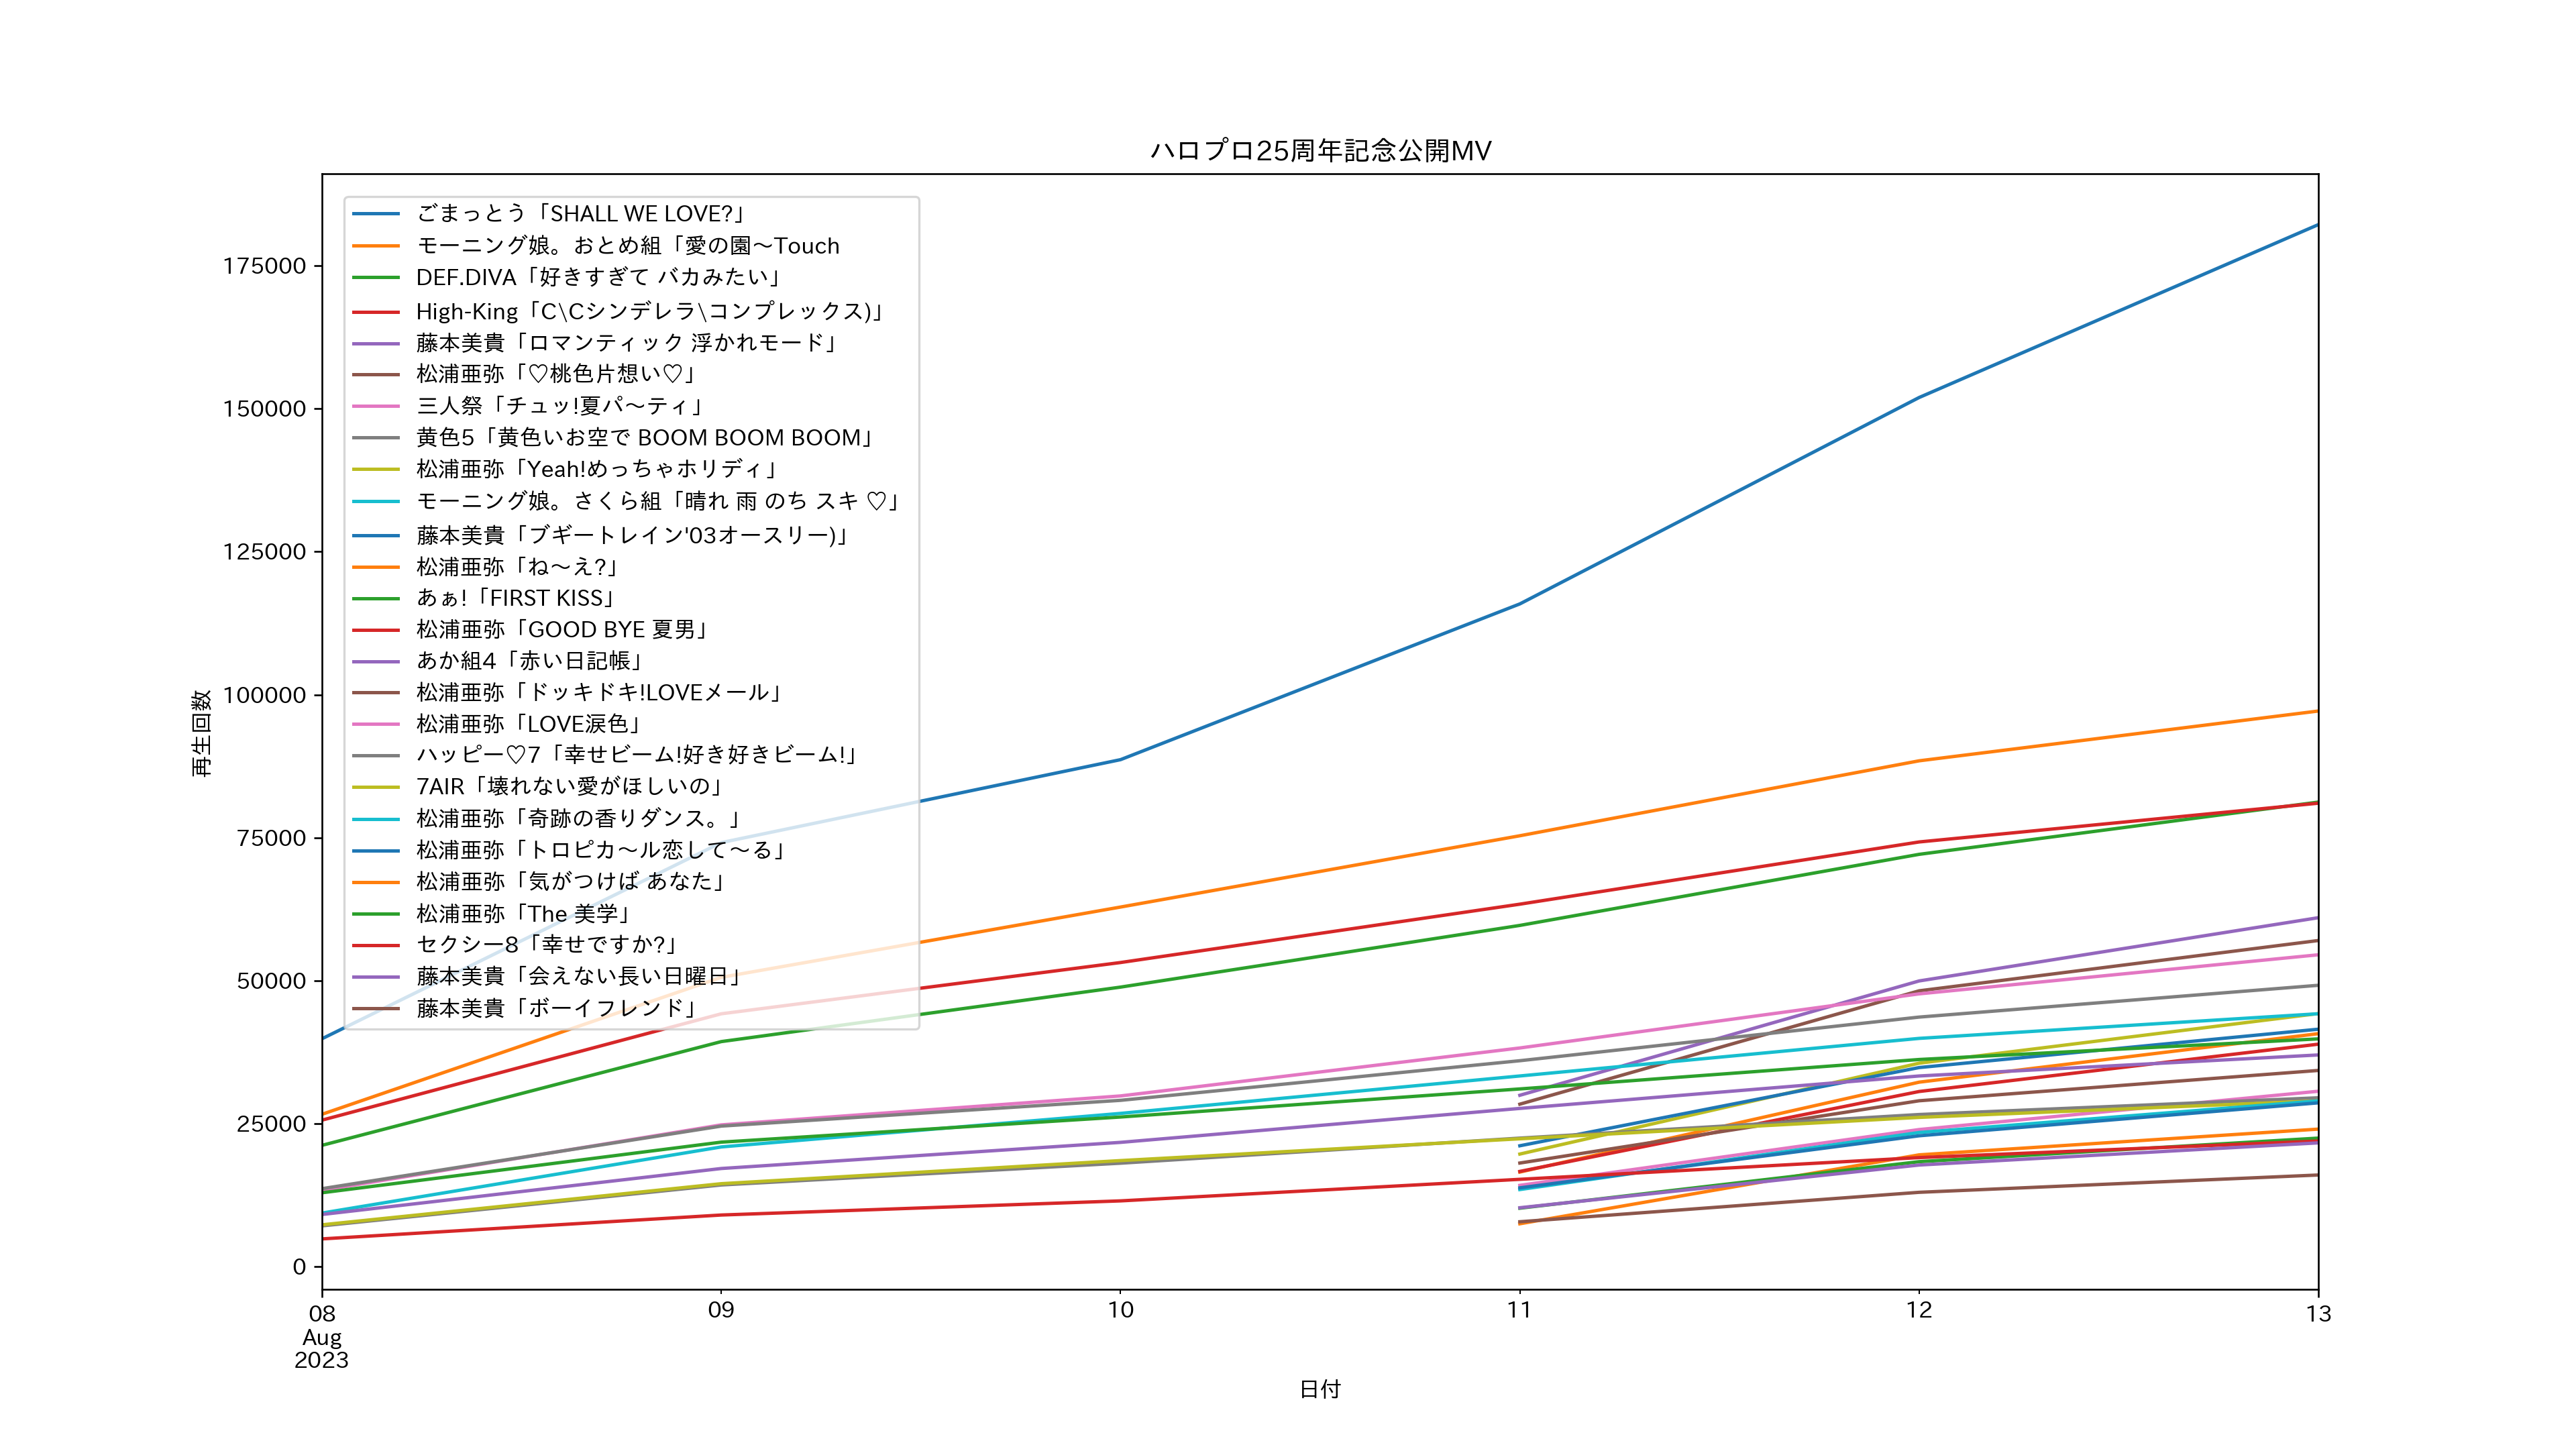 ハロプロ25周年記念公開MV
ごまっとう「SHALL WE LOVE?」
モーニング娘。おとめ組「愛の園〜Touch
DEF.DIVA「好きすぎて バカみたい」
High-King「C\Cシンデレラ\コンプレックス)」
藤本美貴「ロマンティック 浮かれモード」
松浦亜弥「♡桃色片想い♡」
三人祭「チュッ!夏パ〜ティ」
黄色5「黄色いお空で BOOM BOOM BOOM」
松浦亜弥「Yeah!めっちゃホリディ」
モーニング娘。さくら組「晴れ 雨 のち スキ ♡」
藤本美貴「ブギートレイン'03オースリー)」
松浦亜弥「ね〜え?」
あぁ!「FIRST KISS」
松浦亜弥「GOOD BYE 夏男」
あか組4「赤い日記帳」
松浦亜弥「ドッキドキ!LOVEメール」
松浦亜弥「LOVE涙色」
ハッピー♡7「幸せビーム!好き好きビーム!」
7AIR「壊れない愛がほしいの」
松浦亜弥「奇跡の香りダンス。」
松浦亜弥「トロピカ〜ル恋して〜る」
松浦亜弥「気がつけば あなた」
松浦亜弥「The 美学」
セクシー8「幸せですか?」
藤本美貴「会えない長い日曜日」
藤本美貴「ボーイフレンド」
再生回数
175000
150000
125000
100000
75000
50000
25000
0
08
Aug
2023
09
10
11
12
13
日付